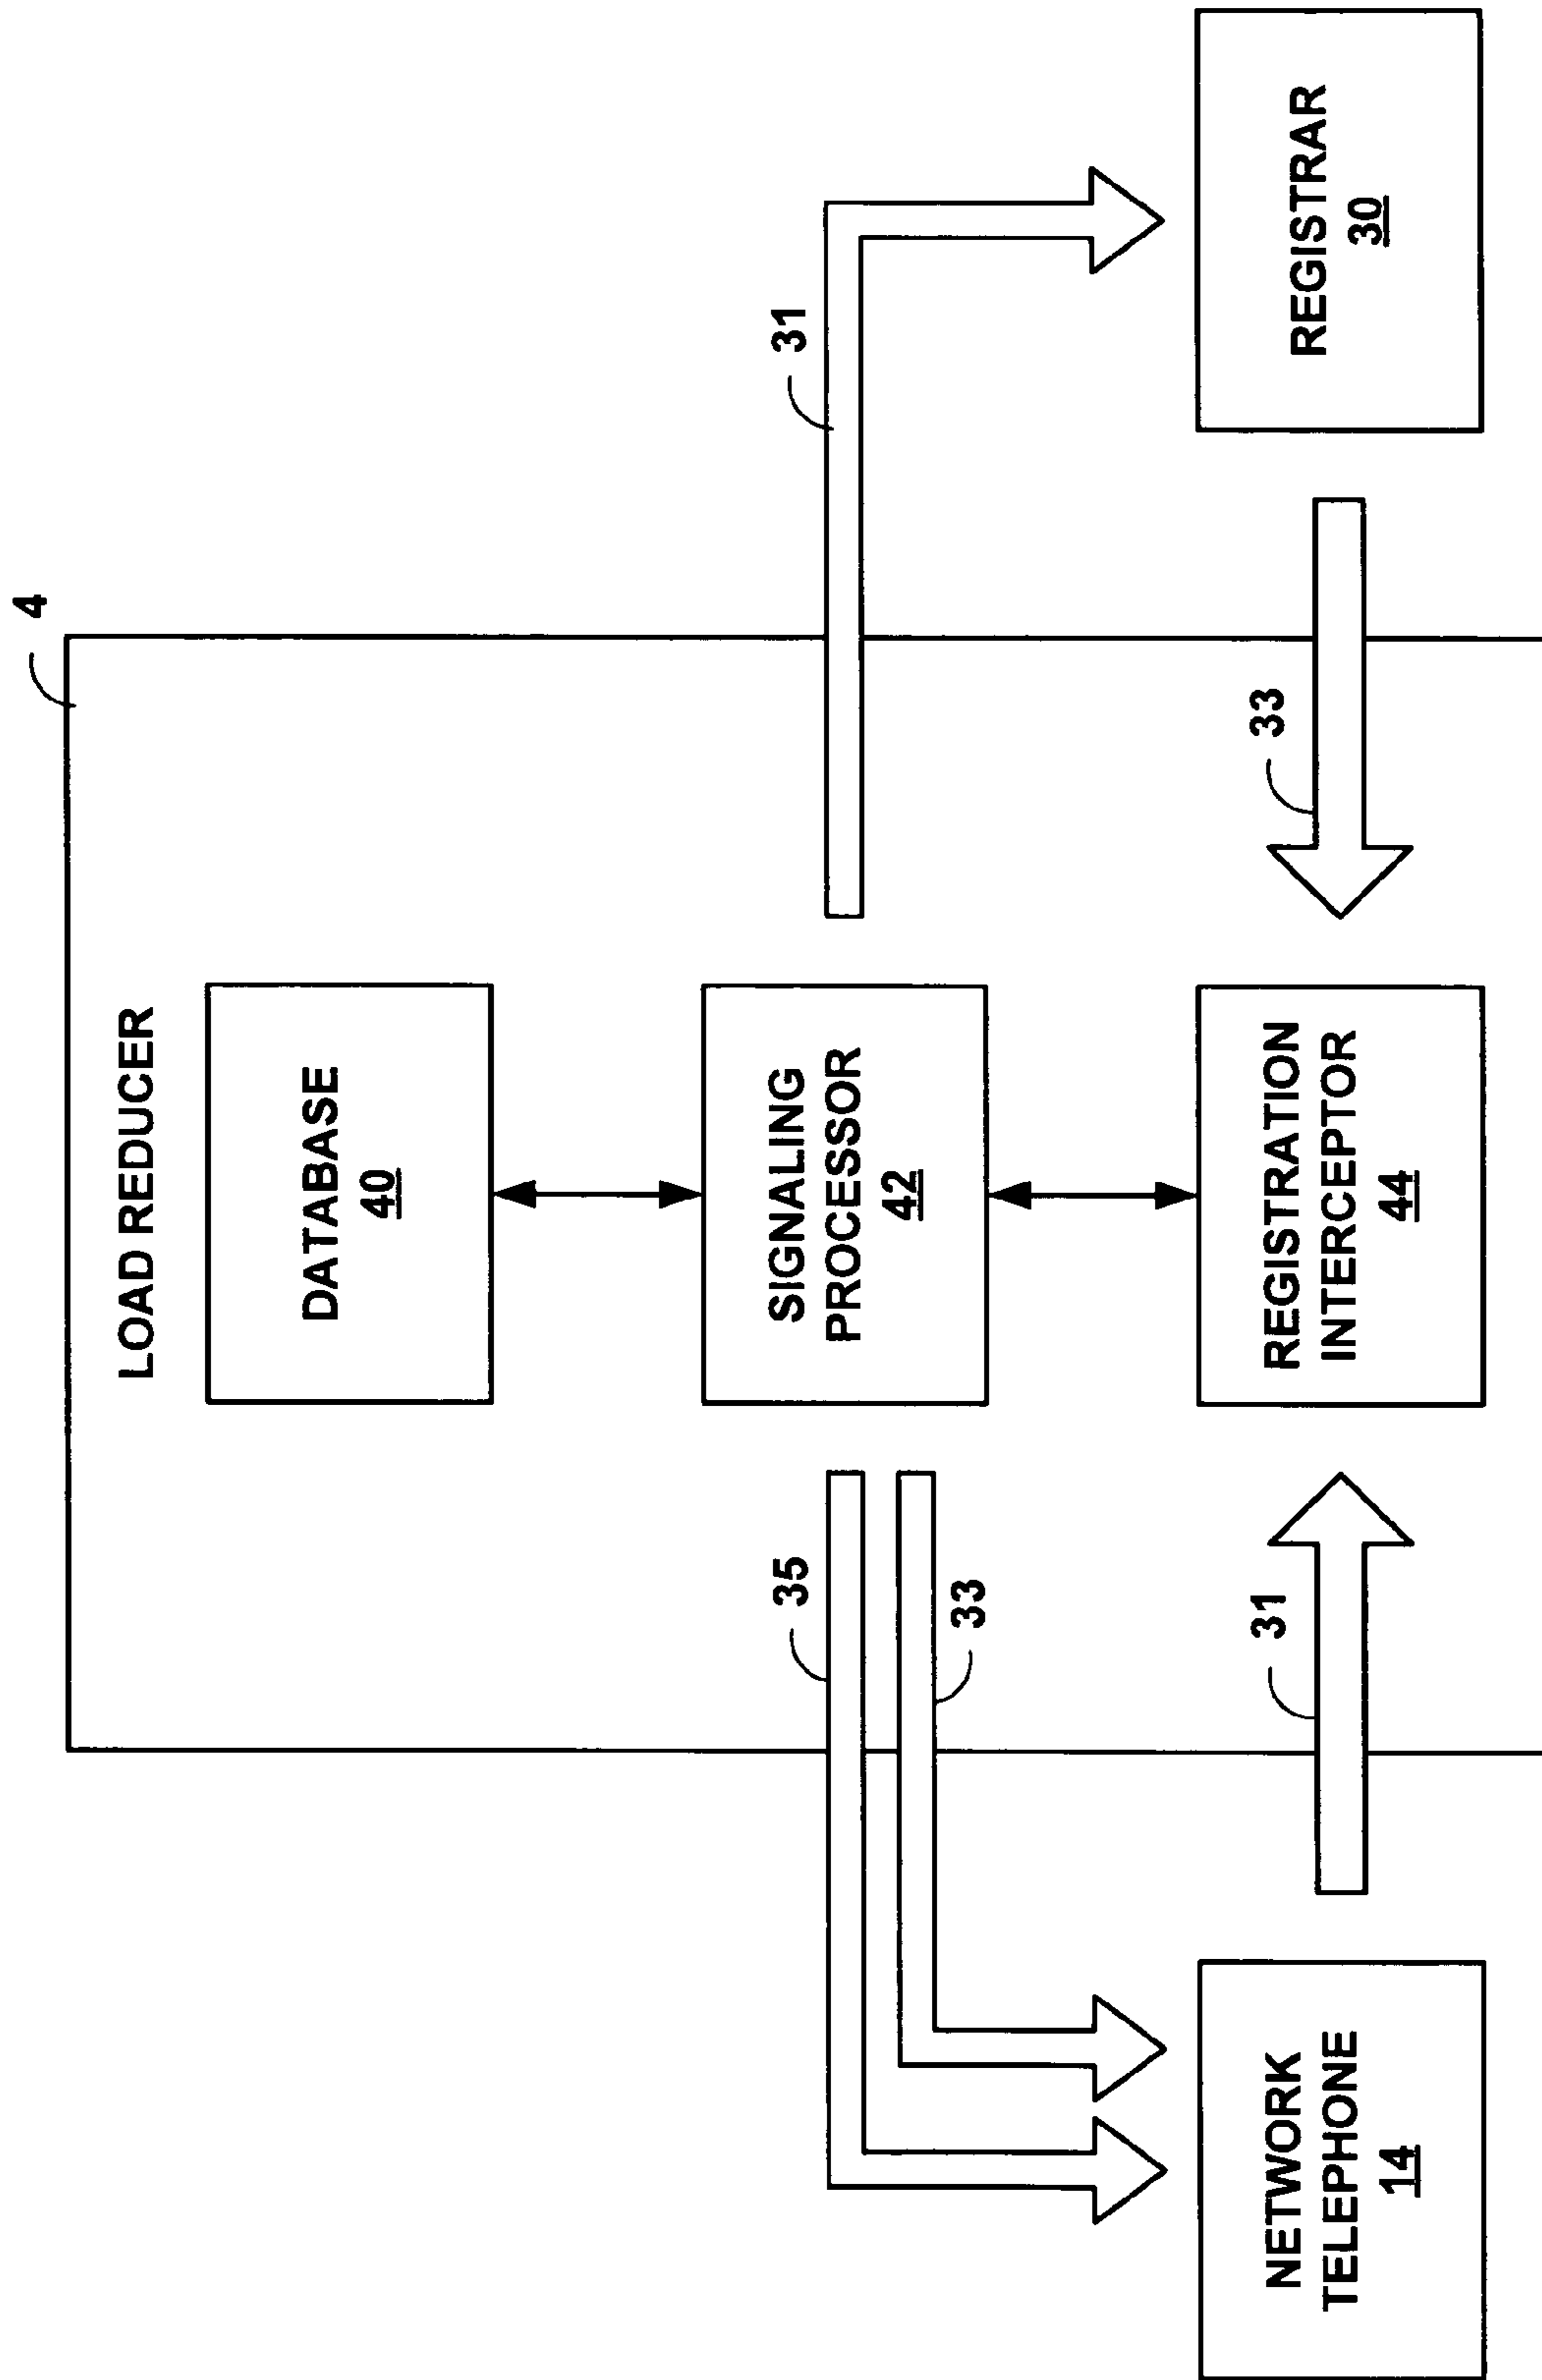 4
LOAD REDUCER
DATABASE
40
35
SIGNALING
PROCESSOR
42
31
33
31
REGISTRATION
INTERCEPTOR
44
33
NETWORK
TELEPHONE
14
REGISTRAR
30